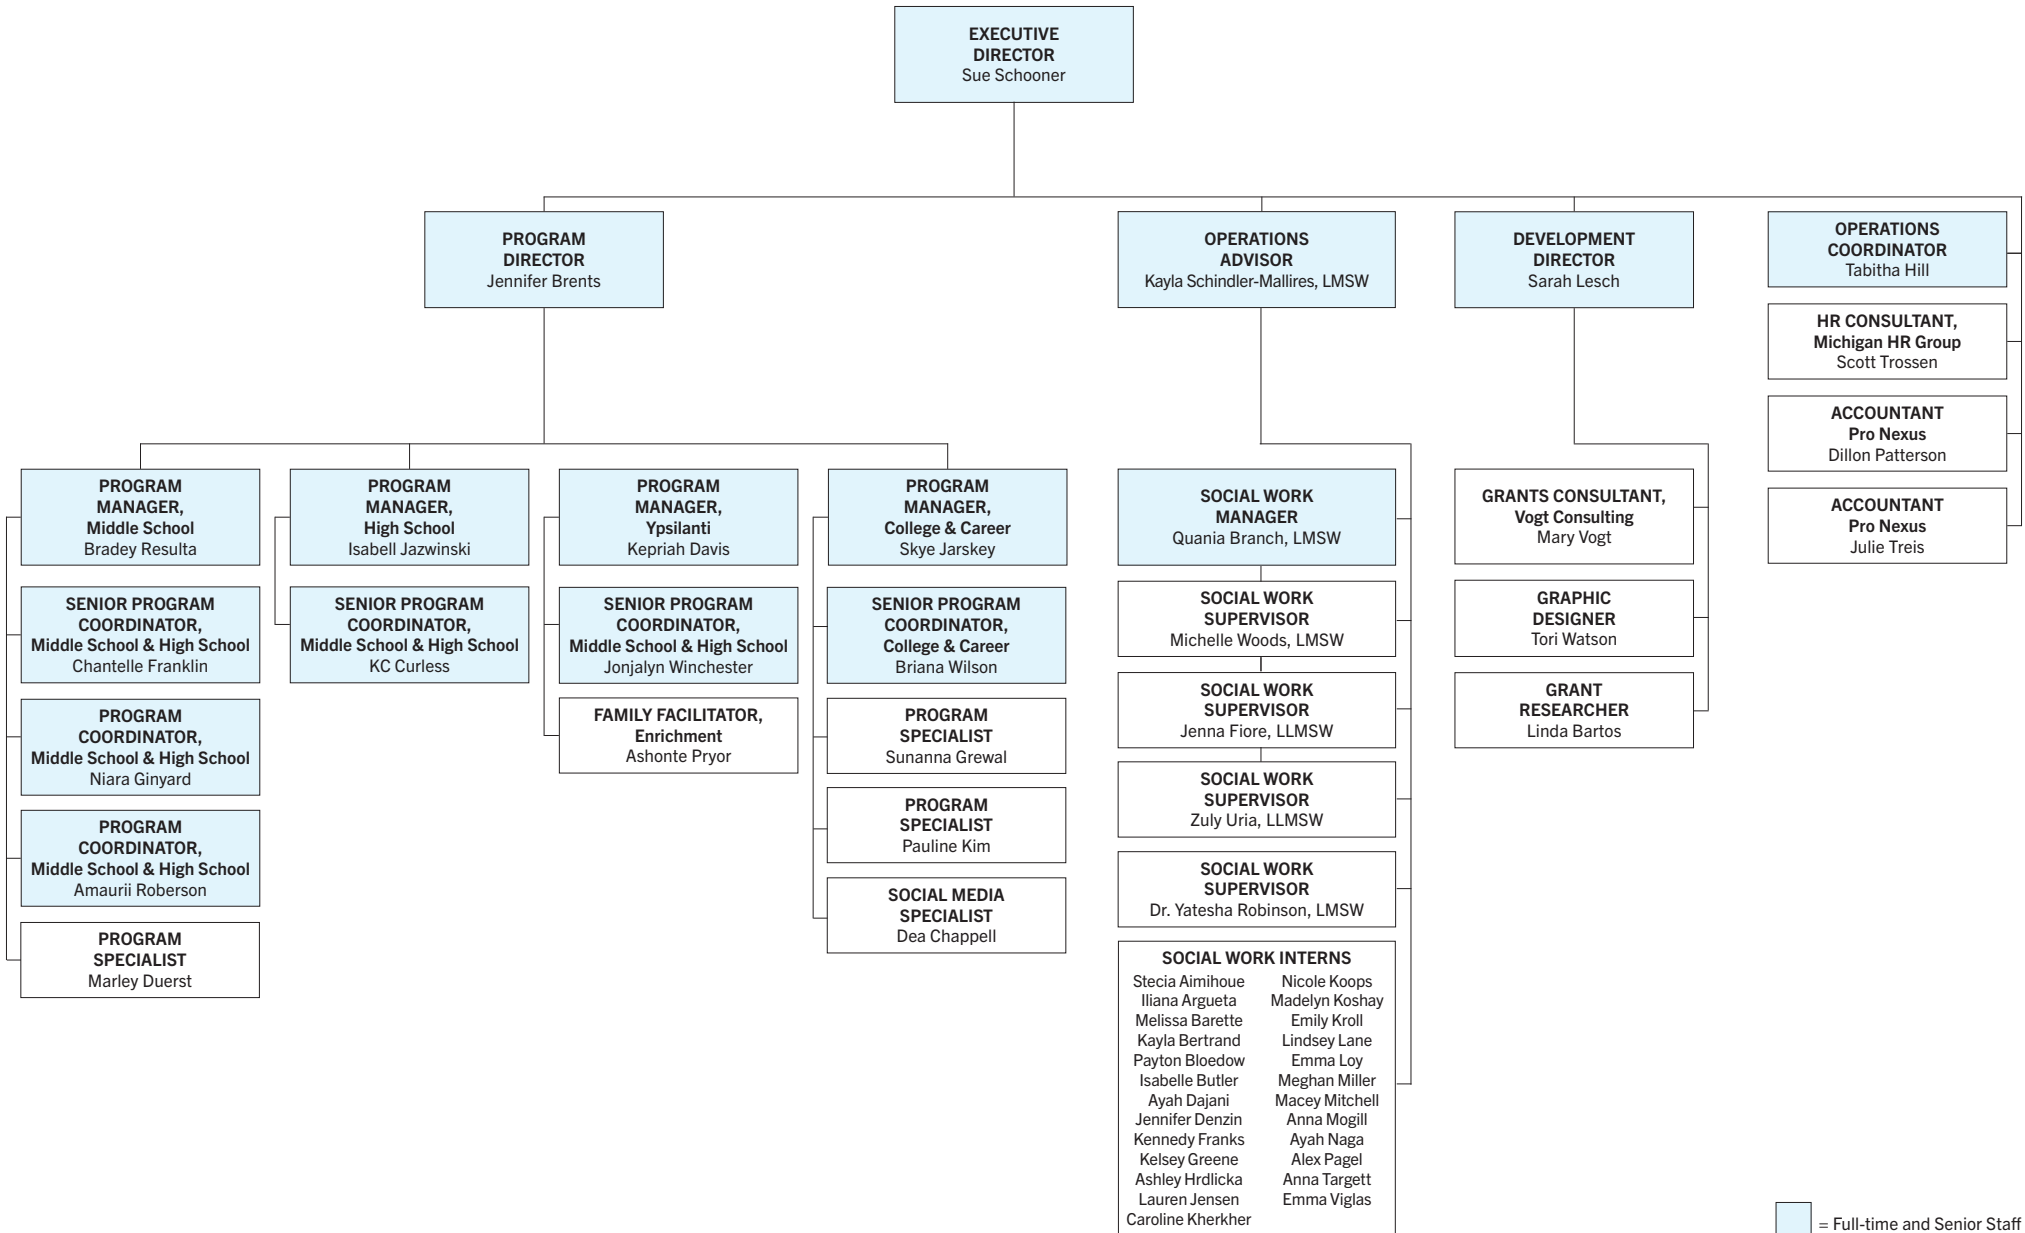 EXECUTIVE
DIRECTOR
Sue Schooner
PROGRAM
DIRECTOR
Jennifer Brents
OPERATIONS
ADVISOR
Kayla Schindler-Mallires, LMSW
DEVELOPMENT
DIRECTOR
Sarah Lesch
OPERATIONS
COORDINATOR
Tabitha Hill
HR CONSULTANT,
Michigan HR Group
Scott Trossen
ACCOUNTANT
Pro Nexus
Dillon Patterson
ACCOUNTANT
Pro Nexus
Julie Treis
PROGRAM
MANAGER,
Middle School
Bradey Resulta
SENIOR PROGRAM
COORDINATOR,
Middle School & High School
Chantelle Franklin
PROGRAM
COORDINATOR,
Middle School & High School
Niara Ginyard
PROGRAM
COORDINATOR,
Middle School & High School
Amaurii Roberson
PROGRAM
SPECIALIST
Marley Duerst
PROGRAM
MANAGER,
High School
Isabell Jazwinski
SENIOR PROGRAM
COORDINATOR,
Middle School & High School
KC Curless
PROGRAM
MANAGER,
Ypsilanti
Kepriah Davis
SENIOR PROGRAM
COORDINATOR,
Middle School & High School
Jonjalyn Winchester
FAMILY FACILITATOR,
Enrichment
Ashonte Pryor
PROGRAM
MANAGER,
College & Career
Skye Jarskey
SENIOR PROGRAM
COORDINATOR,
College & Career
Briana Wilson
PROGRAM
SPECIALIST
Sunanna Grewal
PROGRAM
SPECIALIST
Pauline Kim
SOCIAL MEDIA
SPECIALIST
Dea Chappell
SOCIAL WORK
MANAGER
Quania Branch, LMSW
SOCIAL WORK
SUPERVISOR
Michelle Woods, LMSW
SOCIAL WORK
SUPERVISOR
Jenna Fiore, LLMSW
SOCIAL WORK
SUPERVISOR
Zuly Uria, LLMSW
SOCIAL WORK
SUPERVISOR
Dr. Yatesha Robinson, LMSW
SOCIAL WORK INTERNS
Stecia Aimihoue
Iliana Argueta
Melissa Barette
Kayla Bertrand
Payton Bloedow
Isabelle Butler
Ayah Dajani
Jennifer Denzin
Kennedy Franks
Kelsey Greene
Ashley Hrdlicka
Lauren Jensen
Caroline Kherkher
Nicole Koops
Madelyn Koshay
Emily Kroll
Lindsey Lane
Emma Loy
Meghan Miller
Macey Mitchell
Anna Mogill
Ayah Naga
Alex Pagel
Anna Targett
Emma Viglas
GRANTS CONSULTANT,
Vogt Consulting
Mary Vogt
GRAPHIC
DESIGNER
Tori Watson
GRANT
RESEARCHER
Linda Bartos
= Full-time and Senior Staff